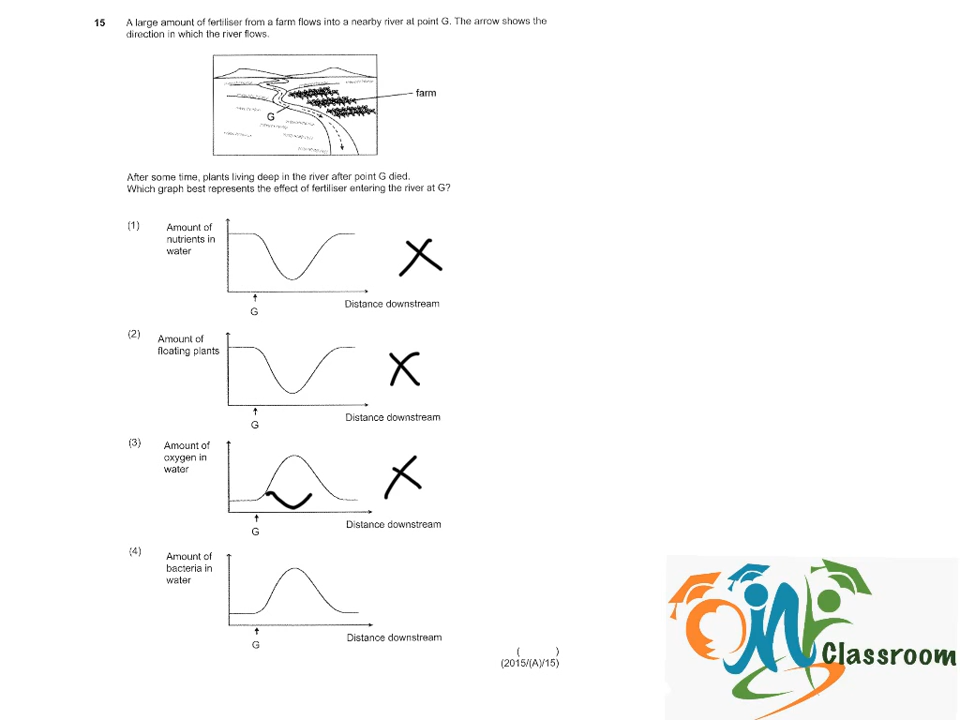 15 A large amount of fertiliser from a farm flows into a nearby river at point G. The arrow shows the
direction in which the river flows.
farm
G
After some time, plants living deep in the river after point G died.
Which graph best represents the effect of fertiliser entering the river at G?
(1) Amount of
nutrients in
water
Distance downstream
G
(2) Amount of
floating plants
Distance downstream
G
(3) Amount of
oxygen in
water
Distance downstream
G
(4) Amount of
bacteria in
water
Distance downstream
G
( )
(2015/(A)/15)
OINF
Classroom